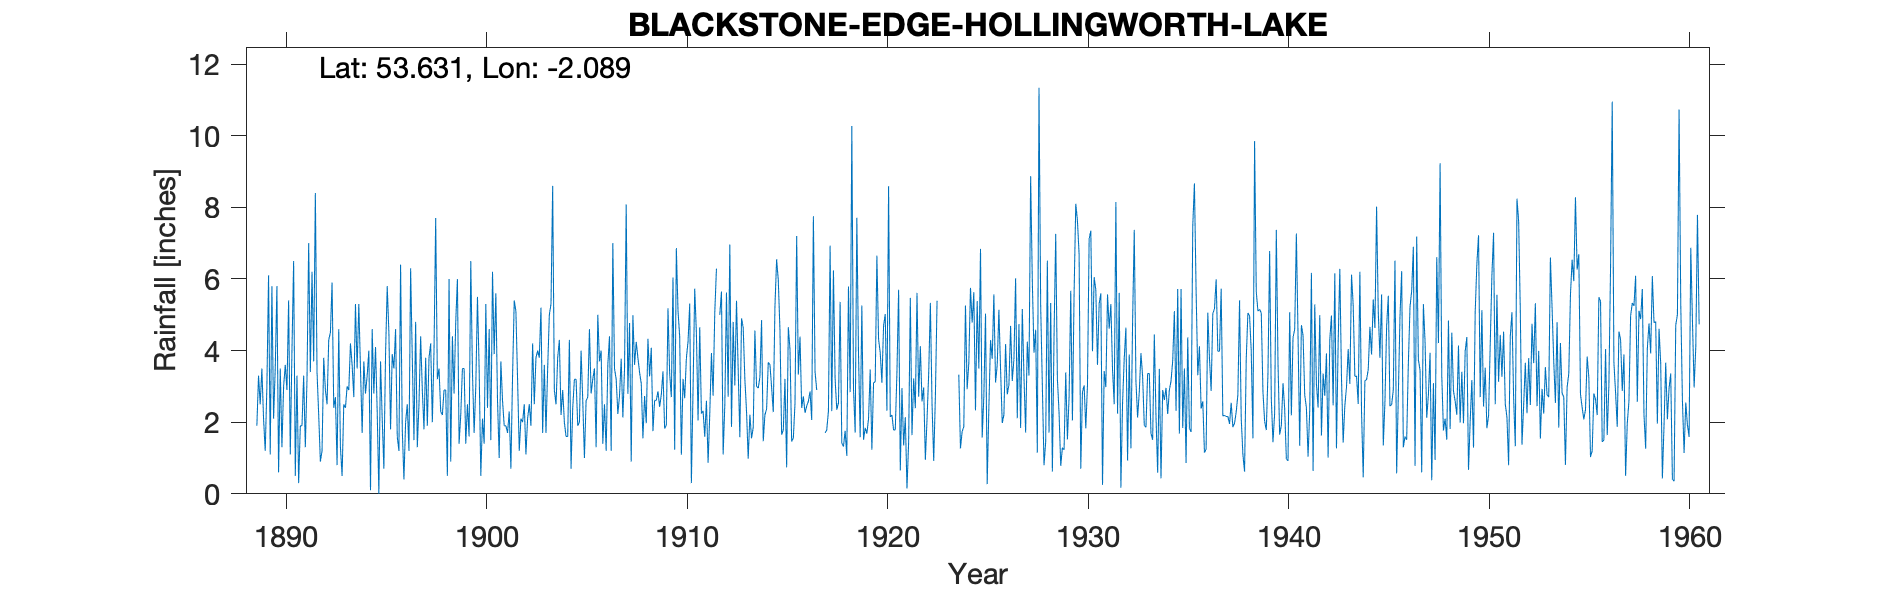 BLACKSTONE-EDGE-HOLLINGWORTH-LAKE
Lat: 53.631, Lon: -2.089
Rainfall [inches]
12
10
8
6
4
2
0
1890 1900 1910 1920 1930 1940 1950 1960
Year